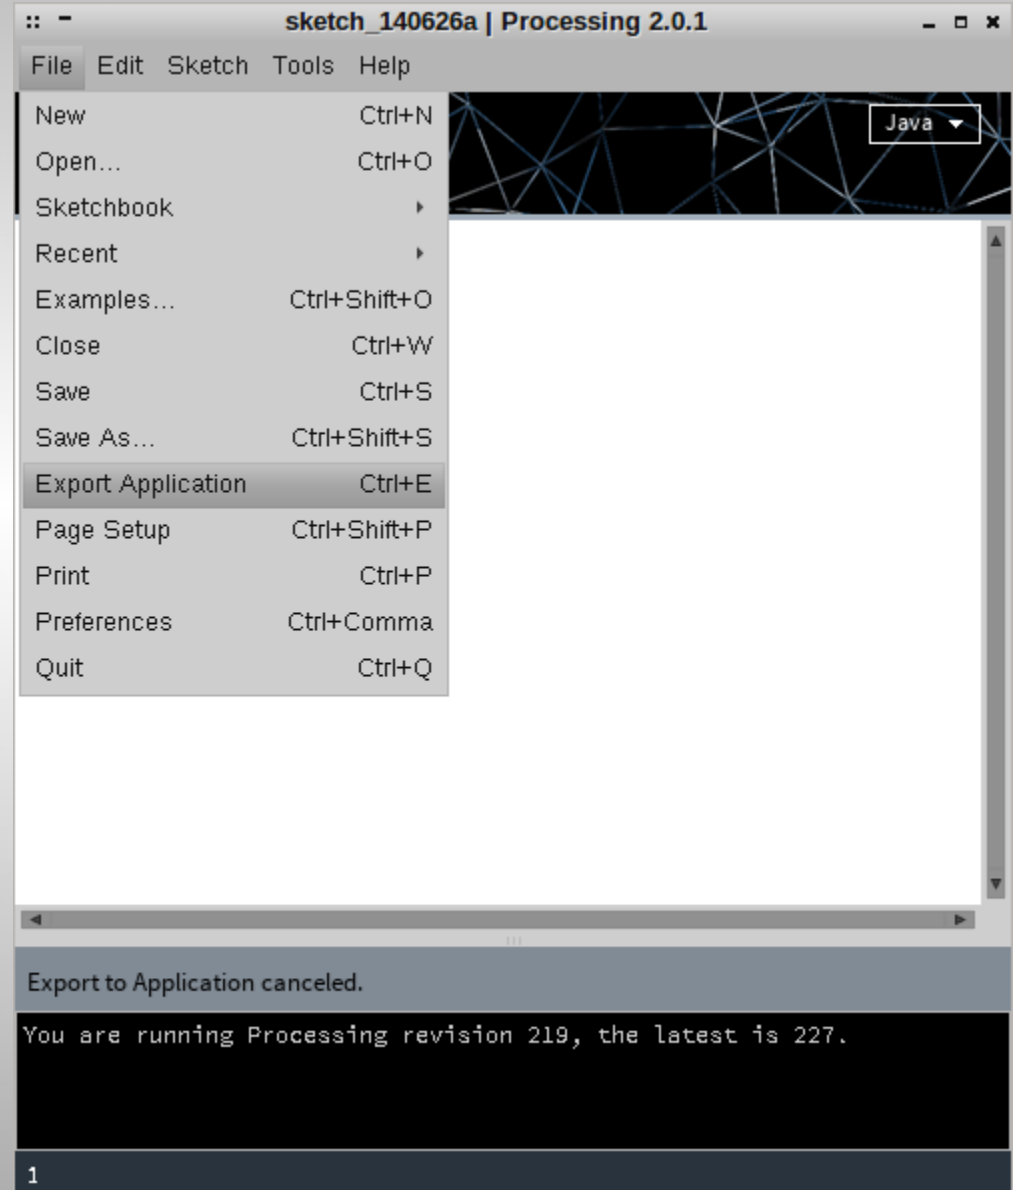 sketch_140626a | Processing 2.0.1
File Edit Sketch Tools Help
Java
New Ctrl+N
Open... Ctrl+O
Sketchbook
Recent
Examples... Ctrl+Shift+O
Close Ctrl+W
Save Ctrl+S
Save As... Ctrl+Shift+S
Export Application Ctrl+E
Page Setup Ctrl+Shift+P
Print Ctrl+P
Preferences Ctrl+Comma
Quit Ctrl+Q
Export to Application canceled.
You are running Processing revision 219, the latest is 227.
1